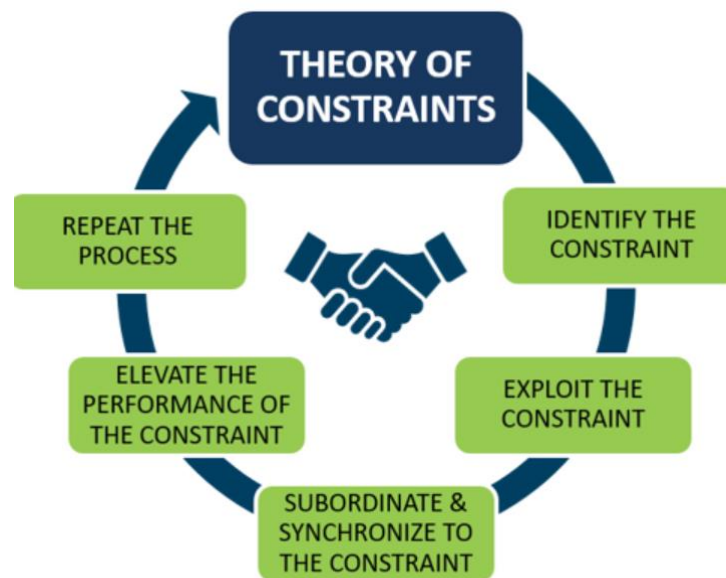 THEORY OF
CONSTRAINTS
IDENTIFY THE
CONSTRAINT
EXPLOIT THE
CONSTRAINT
SUBORDINATE &
SYNCHRONIZE TO
THE CONSTRAINT
ELEVATE THE
PERFORMANCE OF
THE CONSTRAINT
REPEAT THE
PROCESS